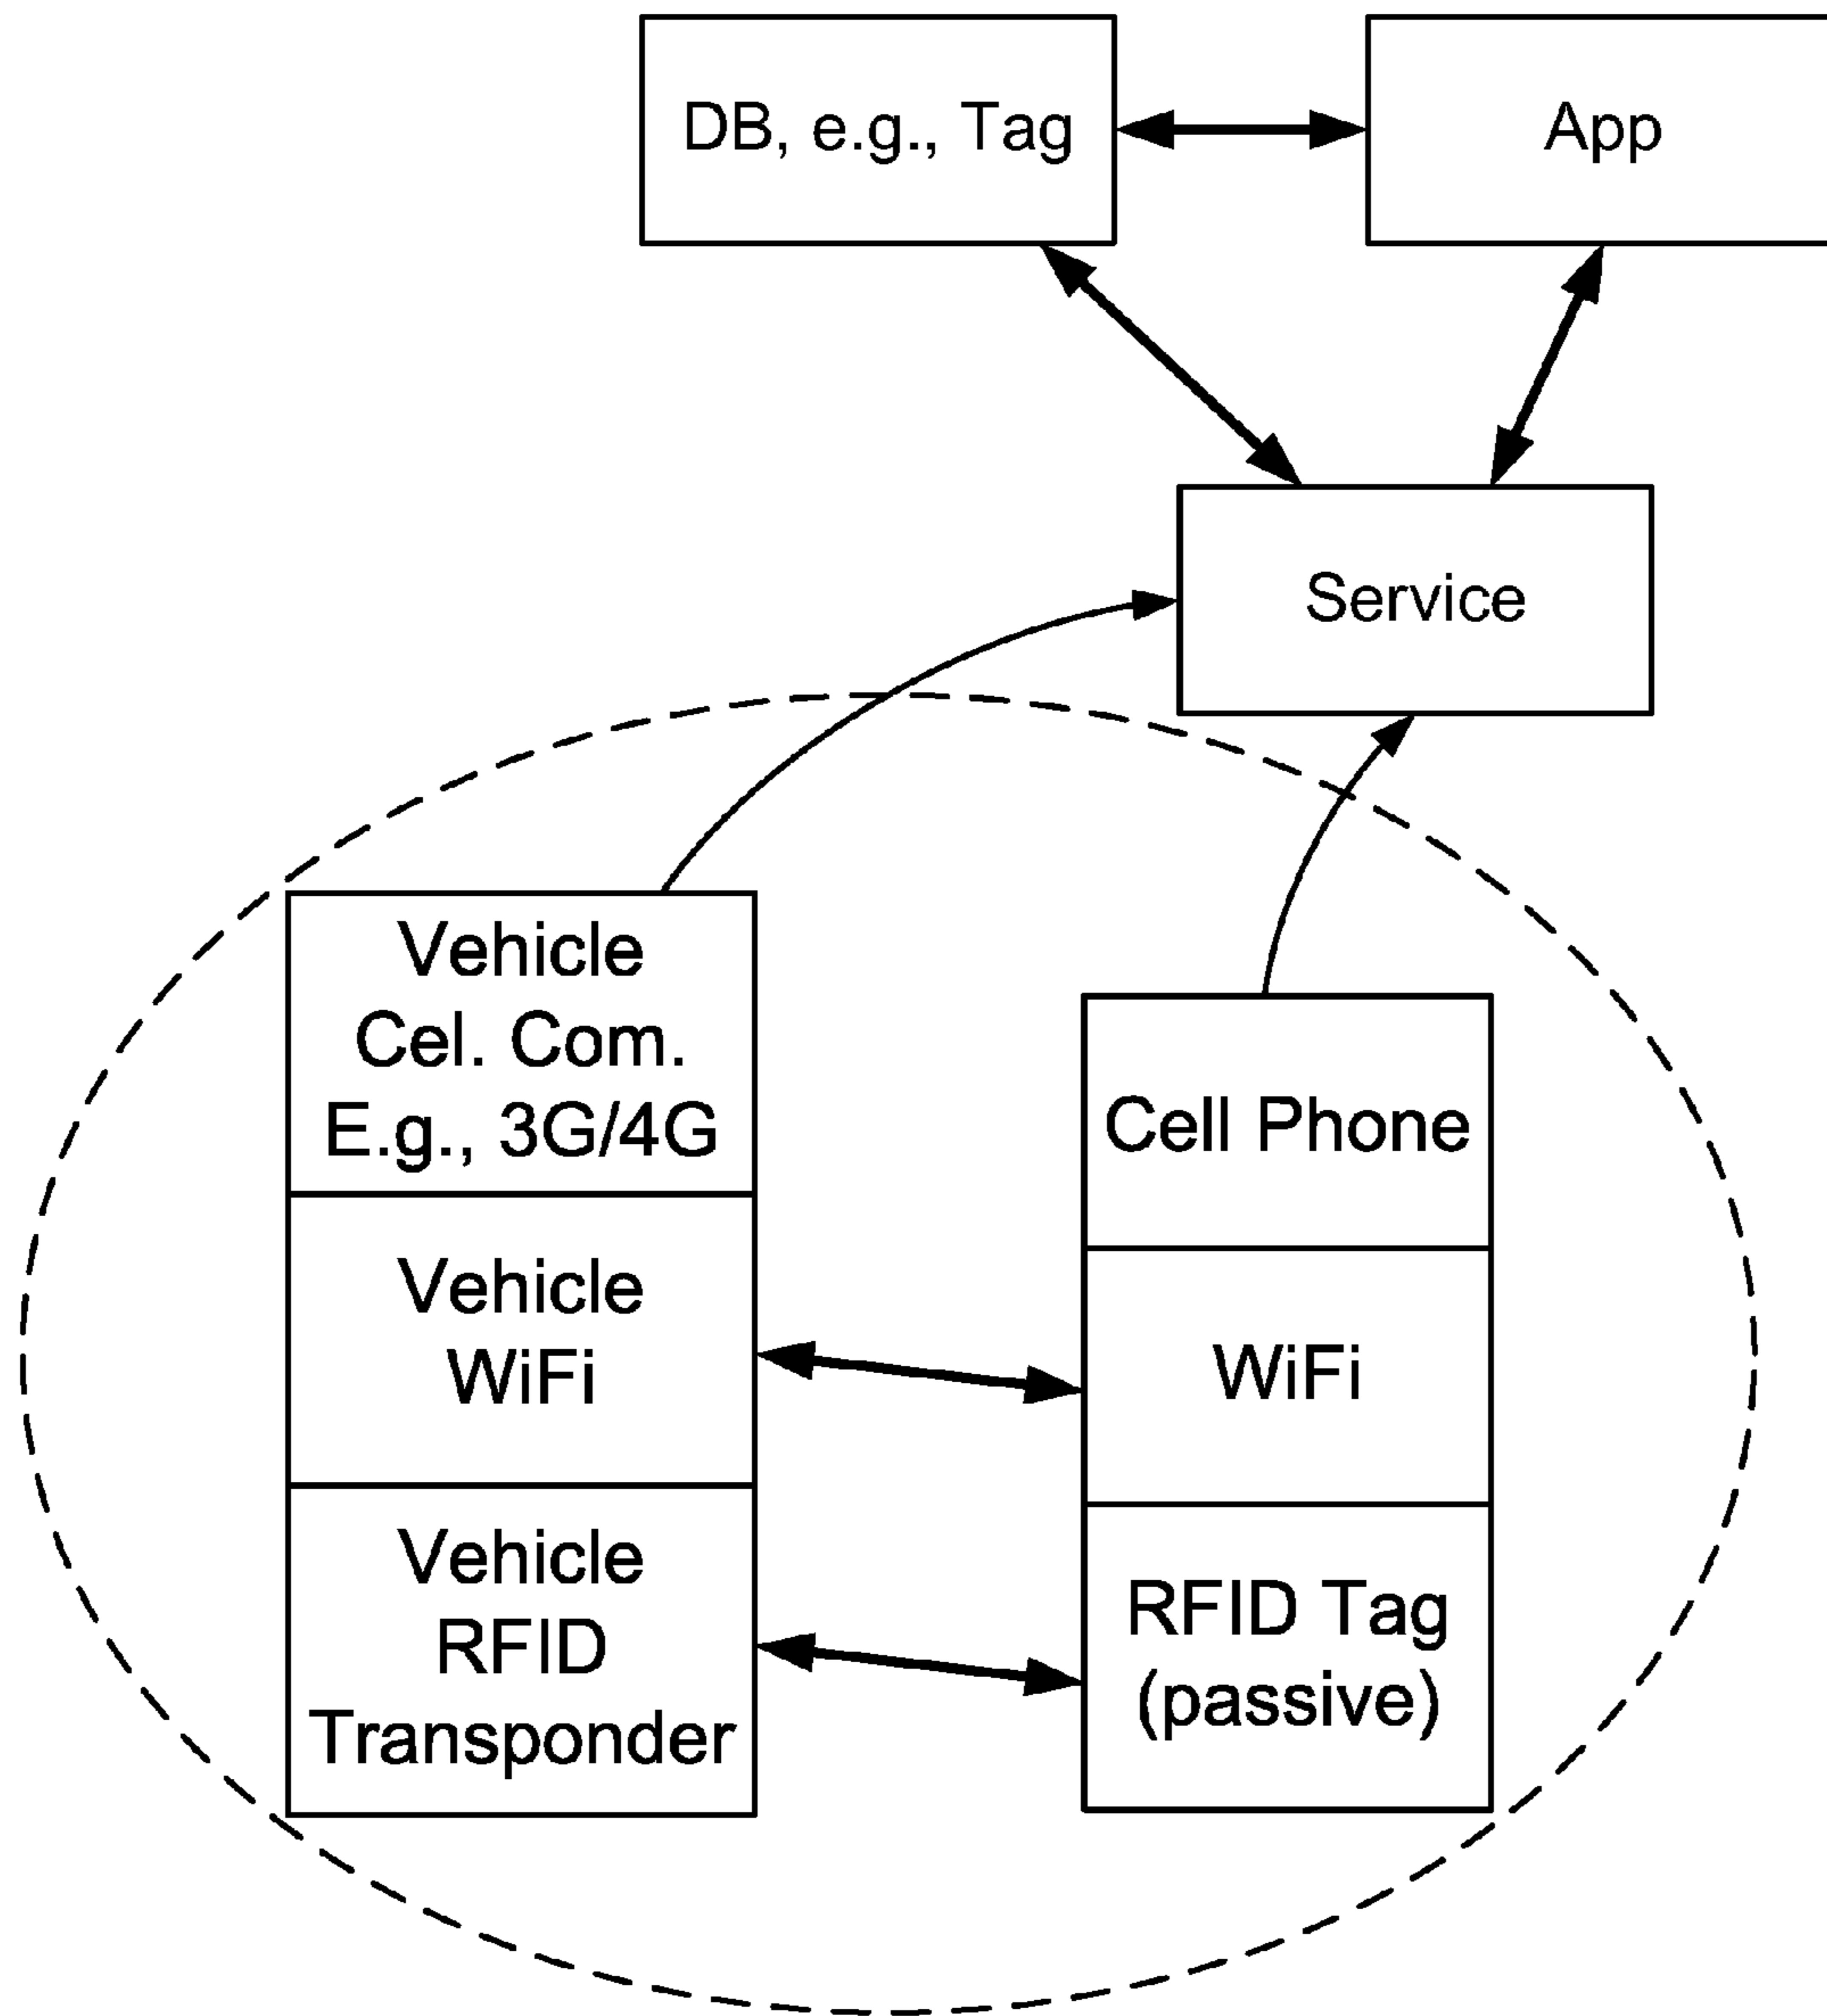 DB, e.g., Tag
App
Service
Vehicle
Cel. Com.
E.g., 3G/4G
Vehicle
WiFi
Vehicle
RFID
Transponder
Cell Phone
WiFi
RFID Tag
(passive)